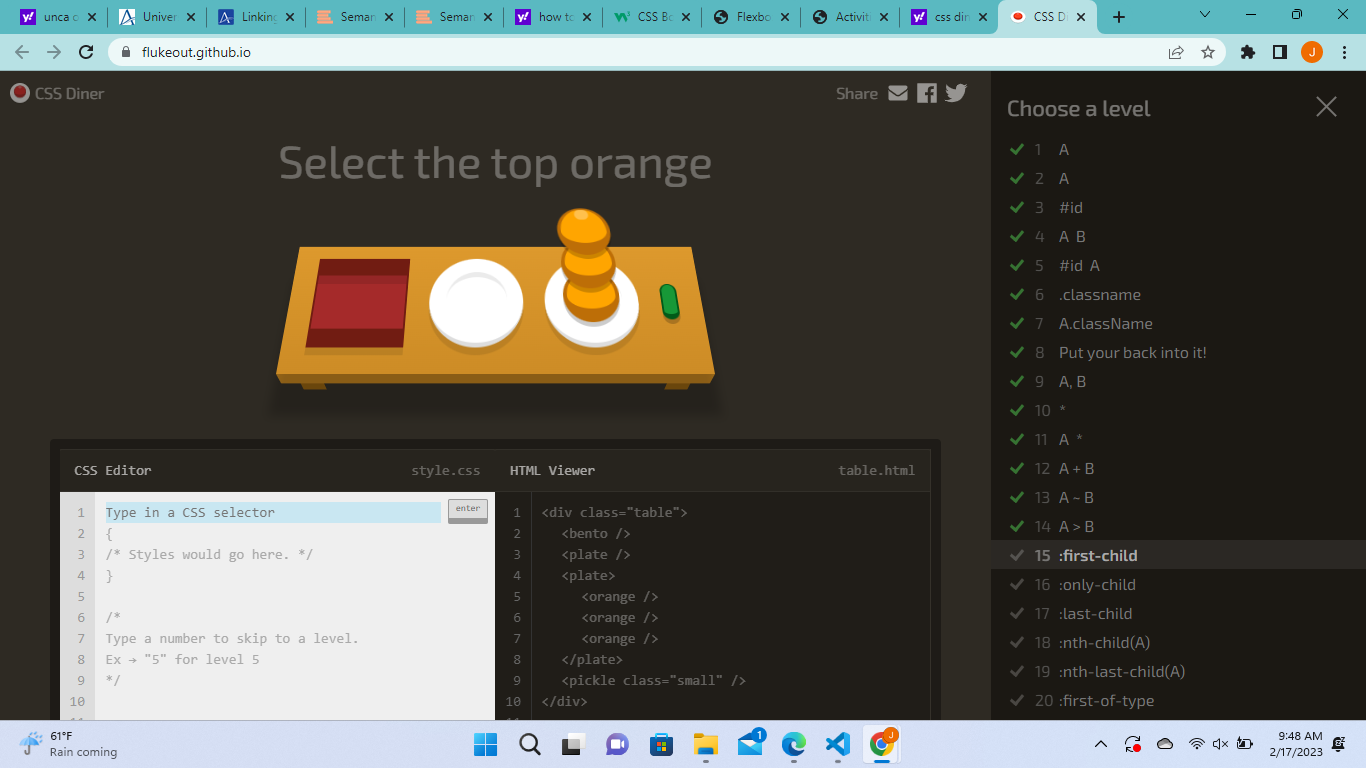 unca o
Univer
Linking
Seman
Seman
how to
CSS Bo
Flexbo
Activit
css din
CSS Di
flukeout.github.io
J
CSS Diner
Share
Select the top orange
CSS Editor
style.css
1 Type in a CSS selector
enter
2 {
3 /* Styles would go here. */
4 }
5
6 /*
7 Type a number to skip to a level.
8 Ex → "5" for level 5
9 */
10
HTML Viewer
table.html
1 <div class="table">
2 <bento />
3 <plate />
4 <plate>
5 <orange />
6 <orange />
7 <orange />
8 </plate>
9 <pickle class="small" />
10 </div>
Choose a level
1 A
2 A
3 #id
4 A B
5 #id A
6 .classname
7 A.className
8 Put your back into it!
9 A, B
10 *
11 A *
12 A + B
13 A ~ B
14 A > B
15 :first-child
16 :only-child
17 :last-child
18 :nth-child(A)
19 :nth-last-child(A)
20 :first-of-type
61°F
Rain coming
1
J
9:48 AM
2/17/2023